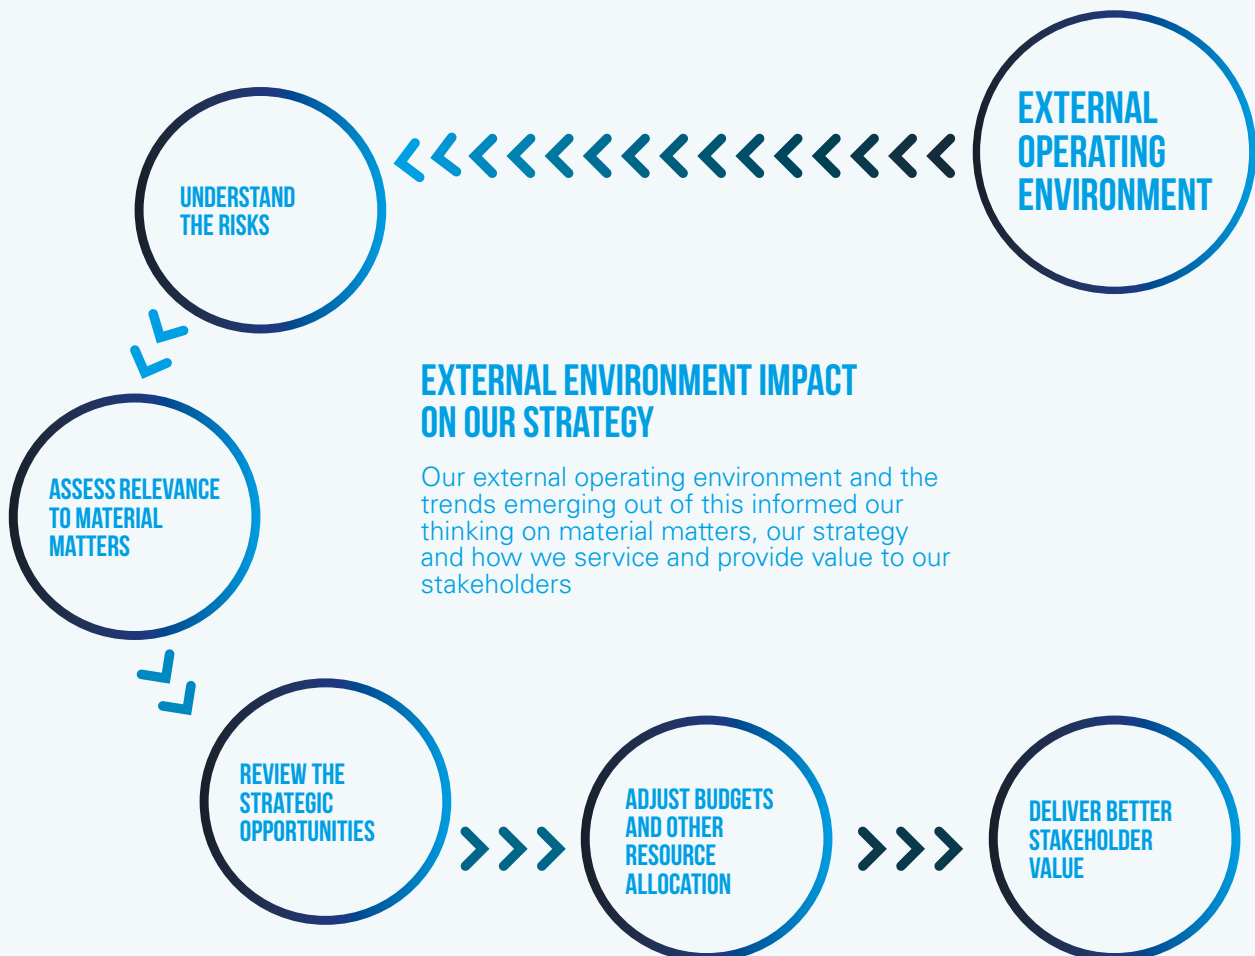 EXTERNAL
OPERATING
ENVIRONMENT
UNDERSTAND
THE RISKS
EXTERNAL ENVIRONMENT IMPACT
ON OUR STRATEGY
Our external operating environment and the
trends emerging out of this informed our
thinking on material matters, our strategy
and how we service and provide value to our
stakeholders
ASSESS RELEVANCE
TO MATERIAL
MATTERS
REVIEW THE
STRATEGIC
OPPORTUNITIES
ADJUST BUDGETS
AND OTHER
RESOURCE
ALLOCATION
DELIVER BETTER
STAKEHOLDER
VALUE